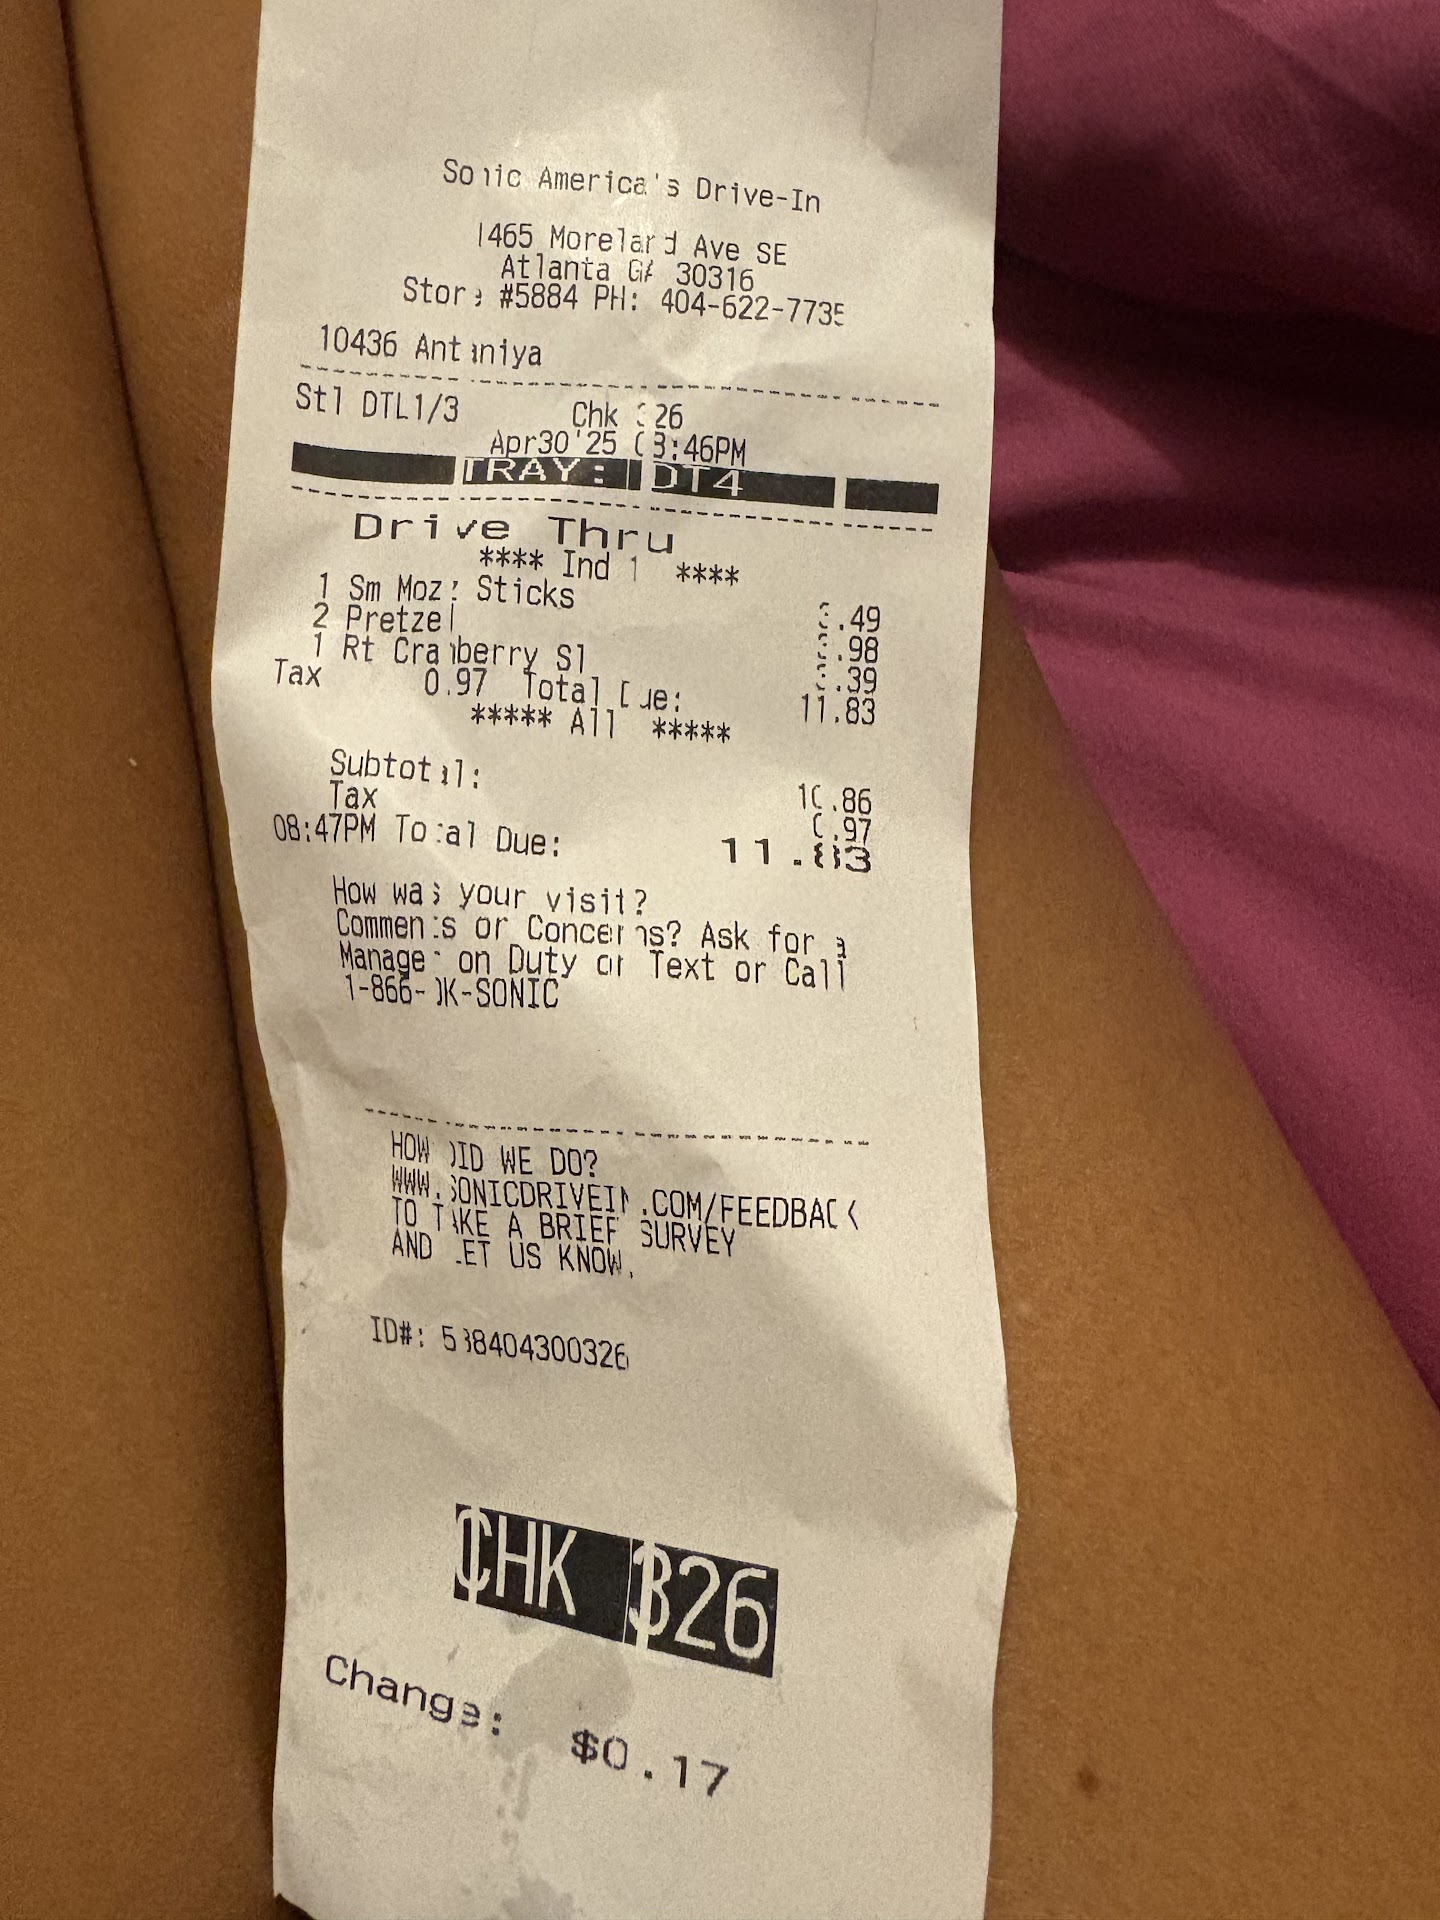 Sonic America's Drive-In
1465 Moreland Ave SE
Atlanta GA 30316
Store #5884 PH: 404-622-7735
10436 Antaniya
Stl DTL1/3 Chk 326
Apr30'25 08:46PM
TRAY: DT4
Drive Thru
**** Ind 1 ****
1 Sm Mozz Sticks
2 Pretzel
1 Rt Cranberry Sl
Tax 0.97 Total Due: 11.83
***** All *****
Subtotal: 10.86
Tax 0.97
08:47PM Total Due: 11.83
How was your visit?
Comments or Concerns? Ask for a
Manager on Duty or Text or Call
1-866-OK-SONIC
HOW DID WE DO?
WWW.SONICDRIVEIN.COM/FEEDBACK
TO TAKE A BRIEF SURVEY
AND LET US KNOW.
ID#: 588404300326
CHK 326
Change: $0.17